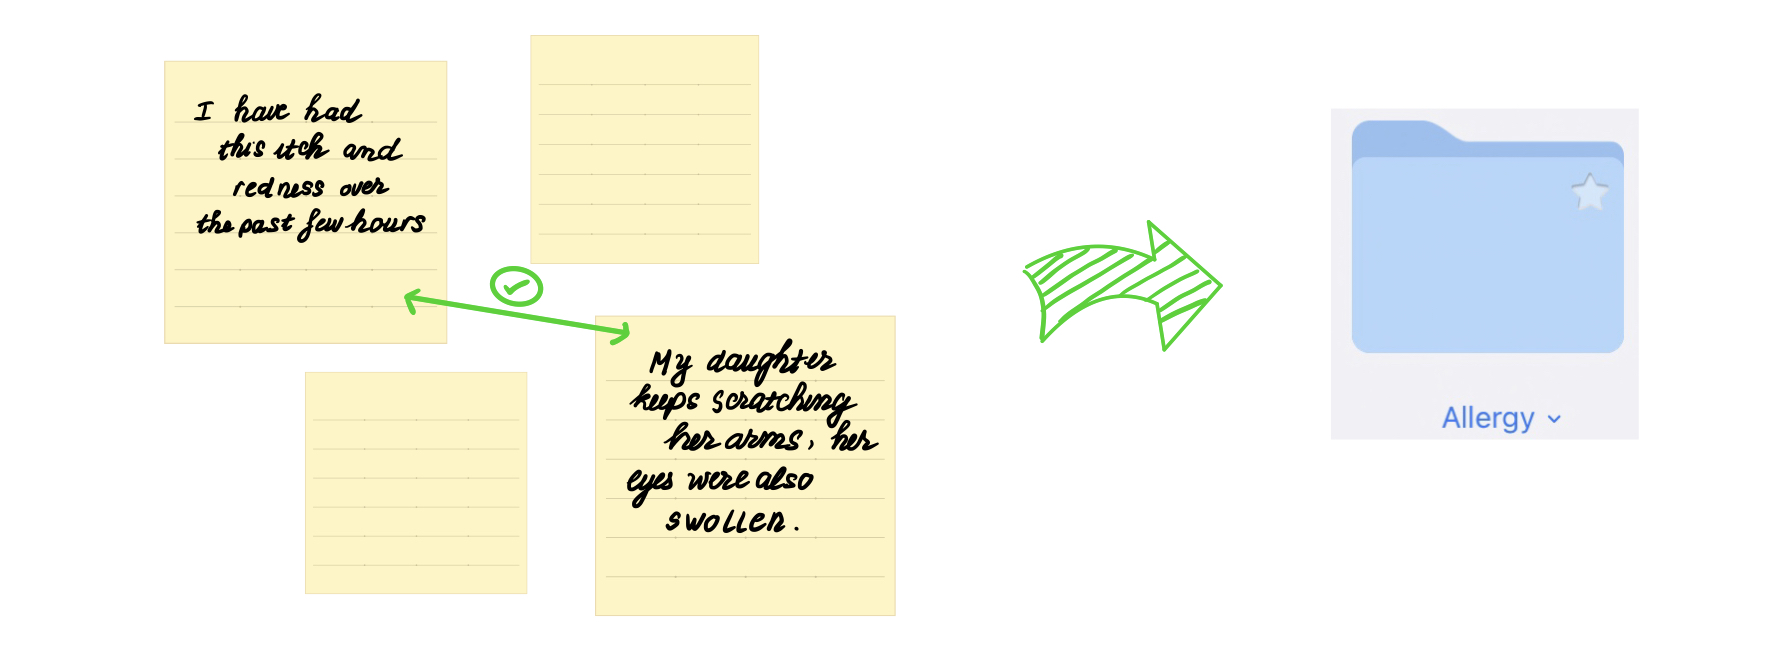 I have had
this itch and
redness over
the past few hours
My daughter
keeps scratching
her arms, her
eyes were also
swollen.
Allergy